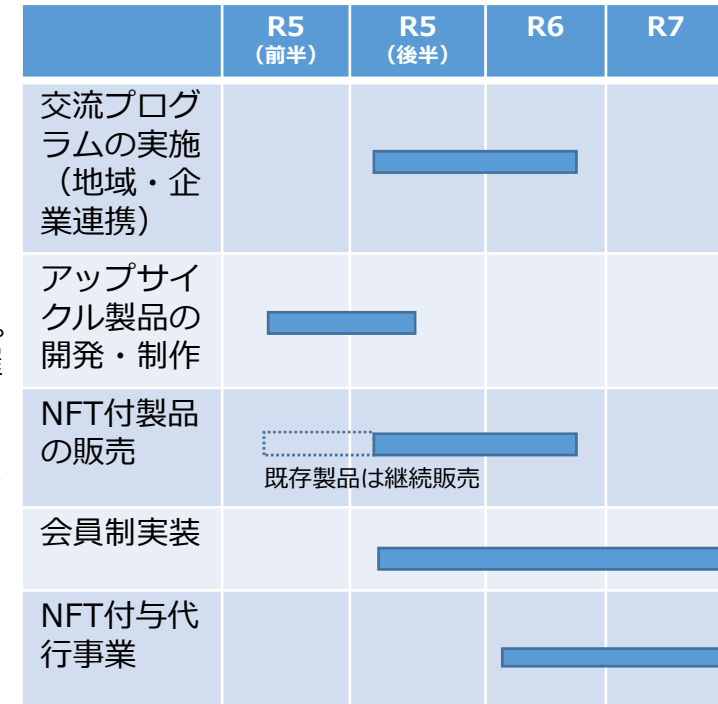 R5 R5 R6 R7
（前半） （後半）
交流プログ
ラムの実施
（地域・企
業連携）
アップサイ
クル製品の
開発・制作
NFT付製品
の販売
既存製品は継続販売
会員制実装
NFT付与代
行事業